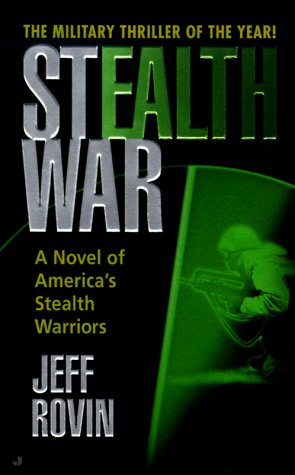 THE MILITARY THRILLER OF THE YEAR!
STEALTH
WAR
A Novel of
America's
Stealth
Warriors
JEFF
ROVIN
J